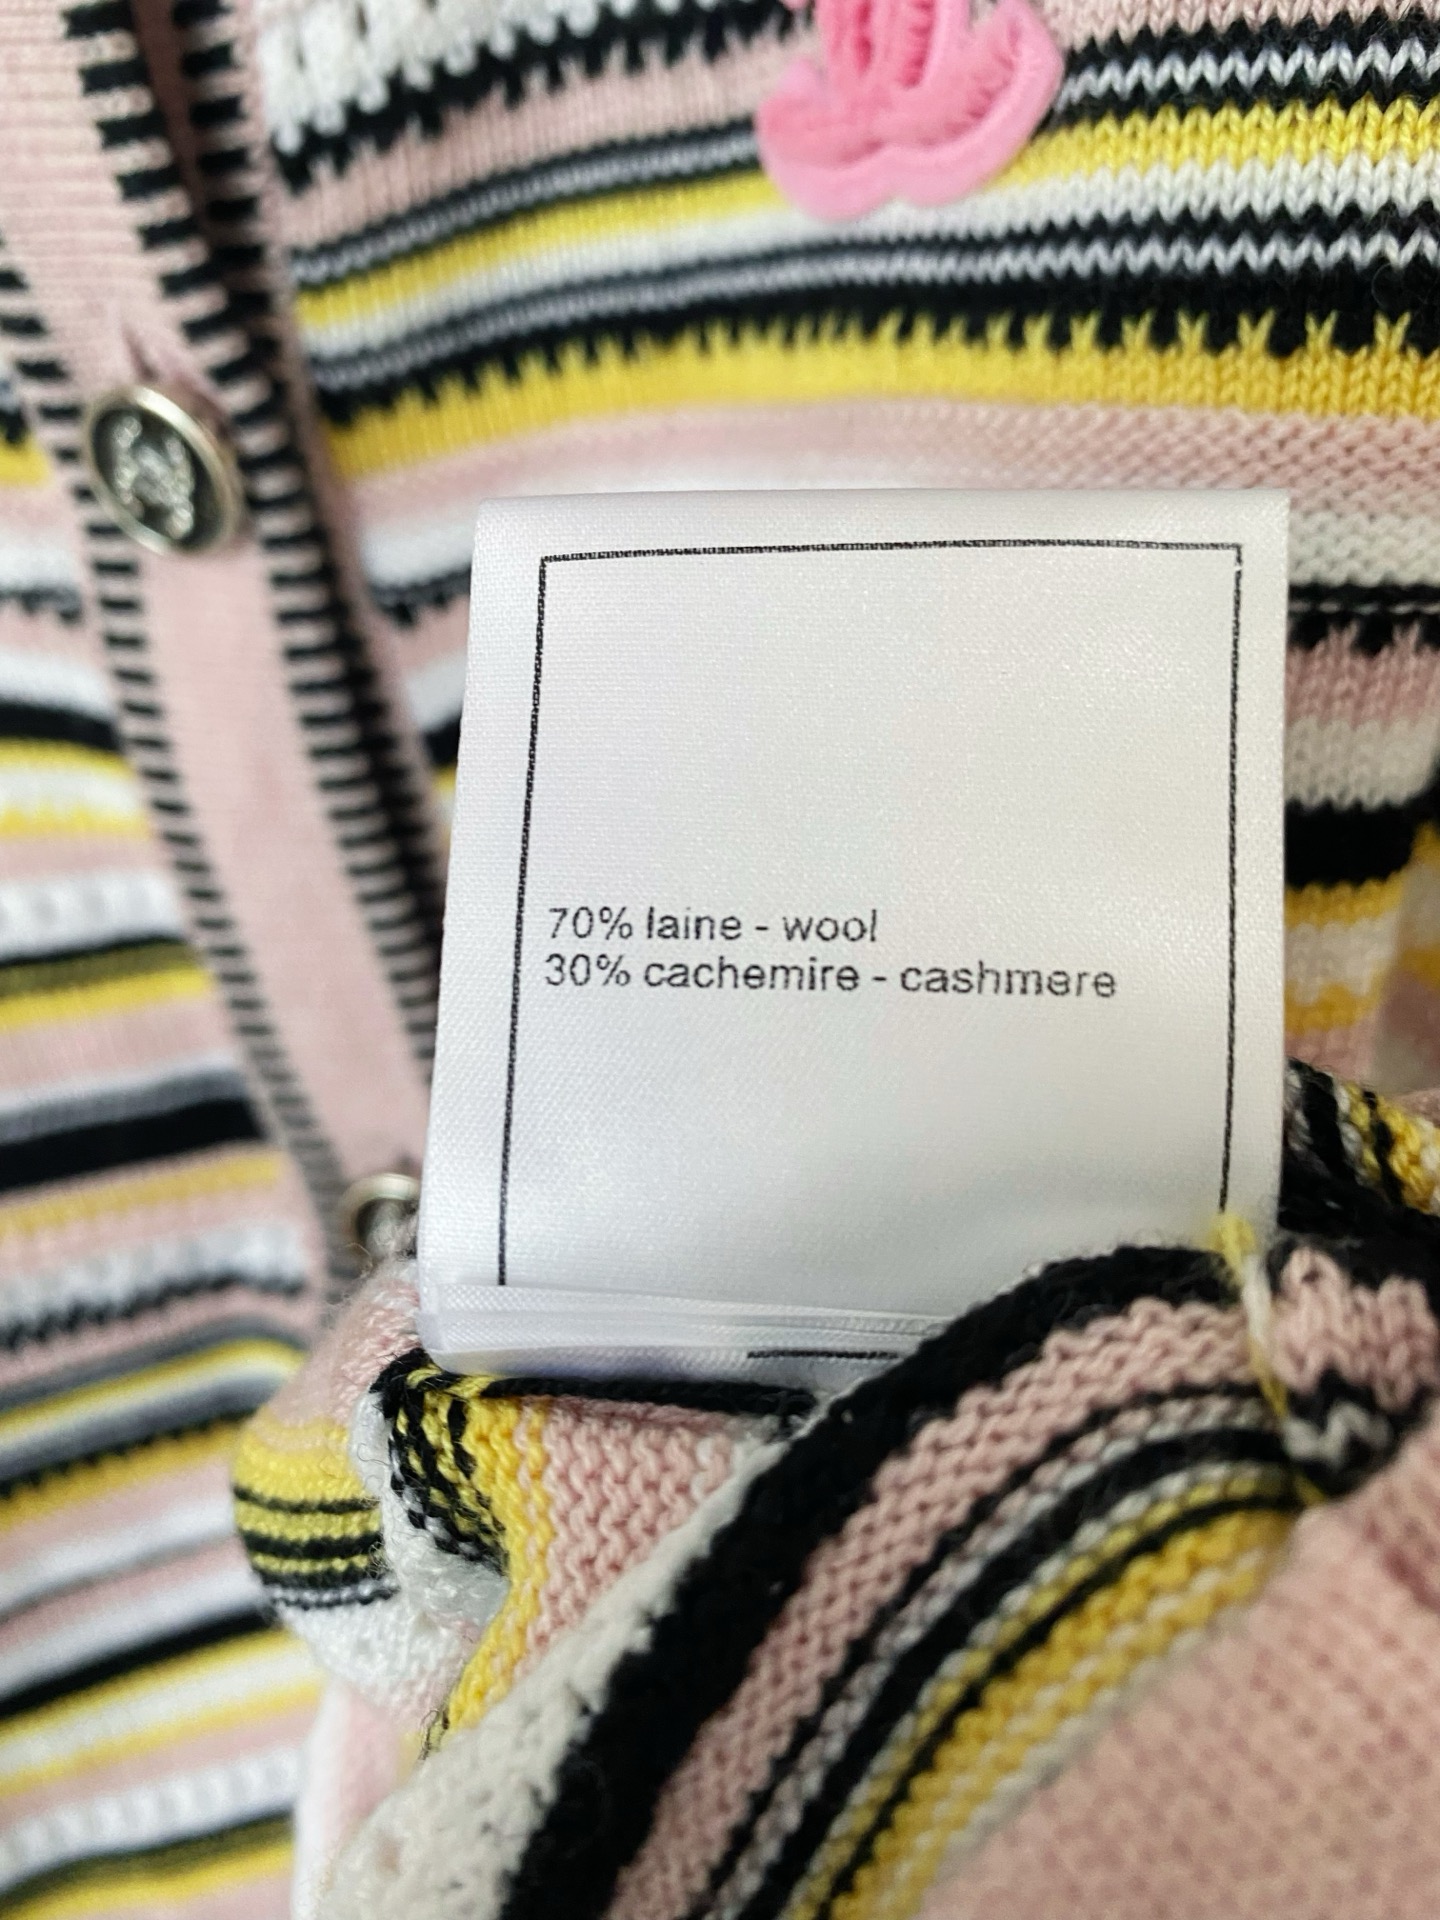 70% laine - wool
30% cachemire - cashmere